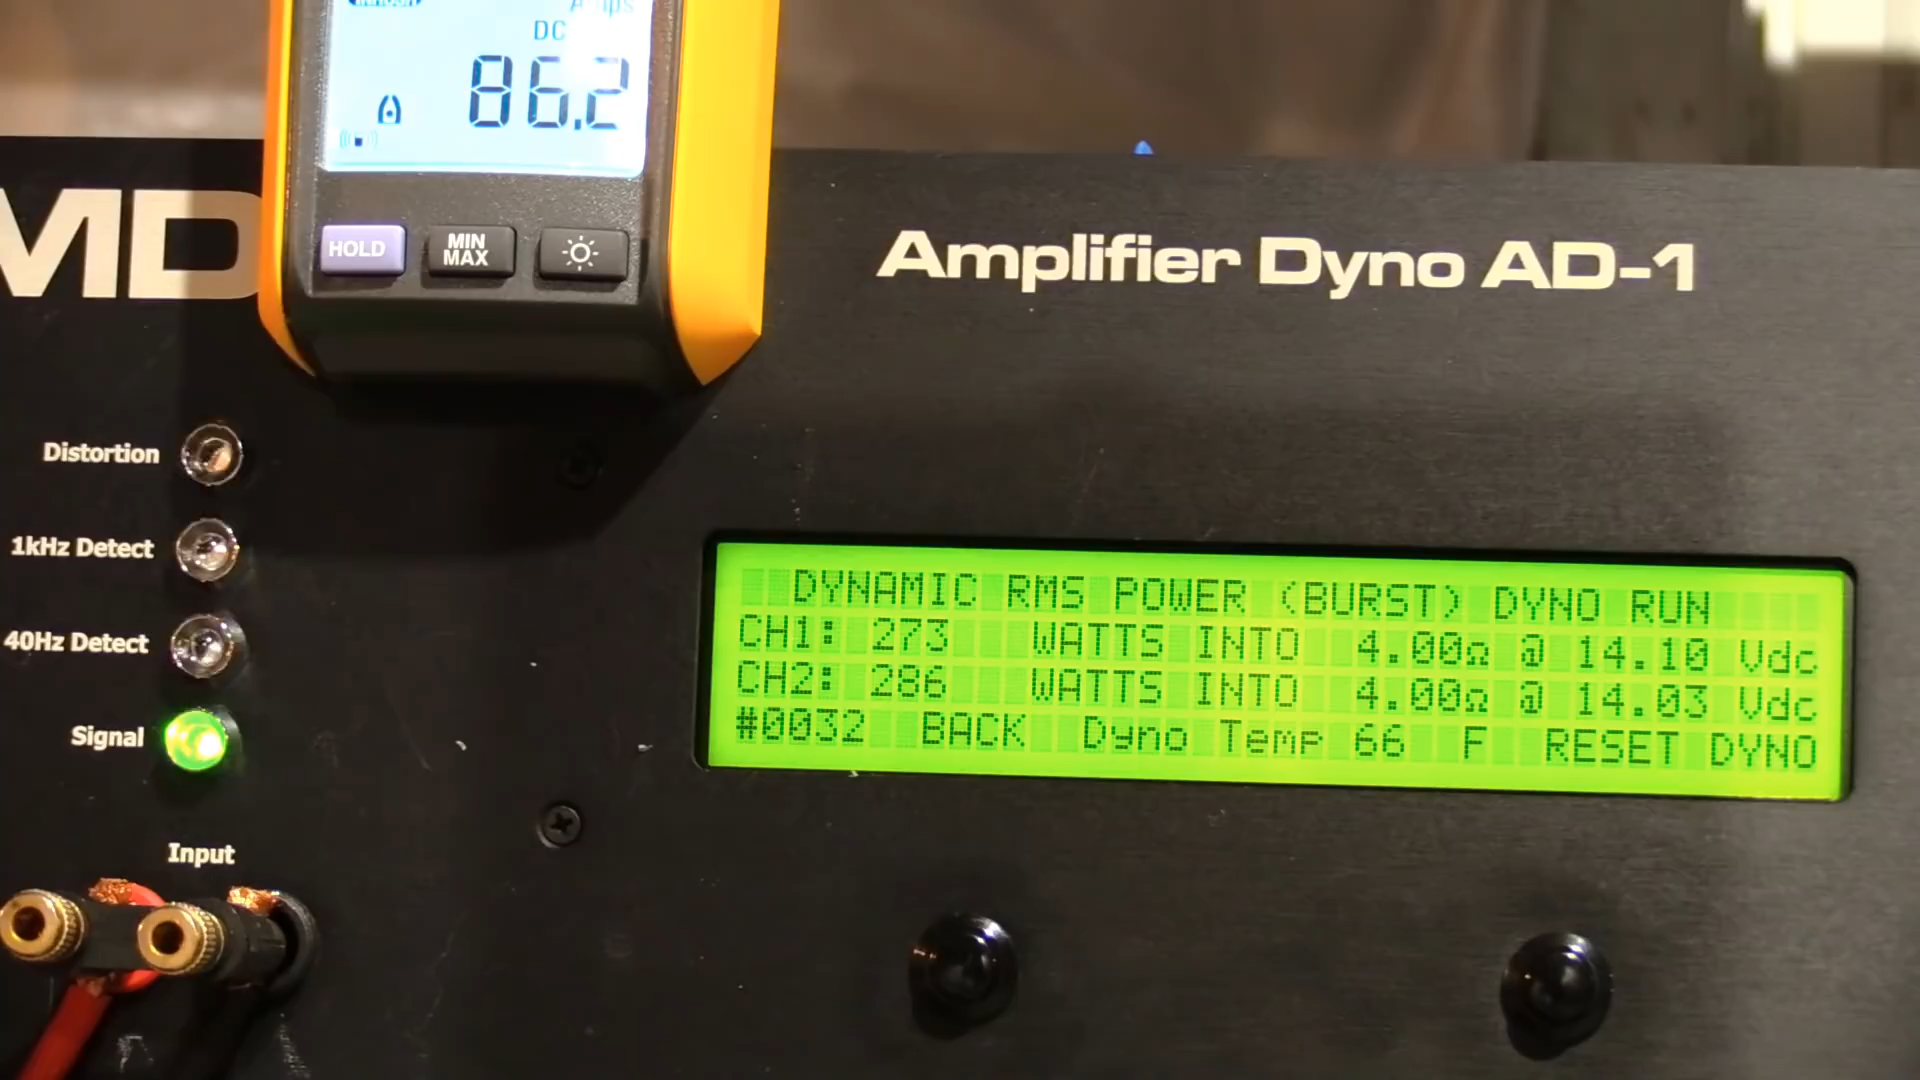 Amps
DC
86.2
HOLD
MIN
MAX
MD
Amplifier Dyno AD-1
Distortion
1kHz Detect
40Hz Detect
Signal
Input
DYNAMIC RMS POWER (BURST) DYNO RUN
CH1: 273 WATTS INTO 4.00Ω @ 14.10 Vdc
CH2: 286 WATTS INTO 4.00Ω @ 14.03 Vdc
#0032 BACK Dyno Temp 66 F RESET DYNO